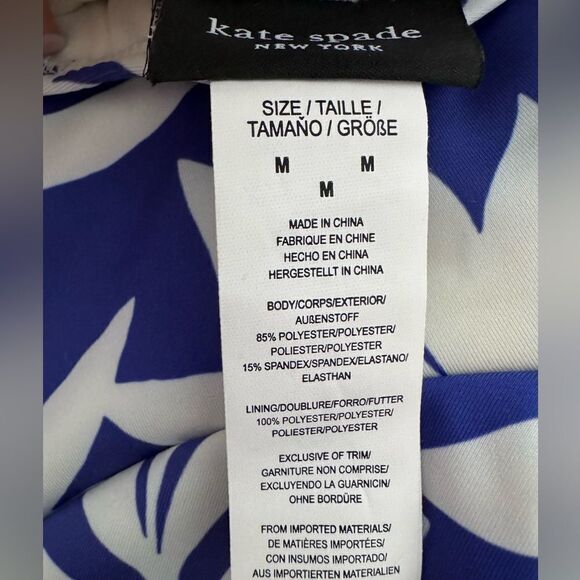 kate spade
NEW YORK
SIZE / TAILLE /
TAMAÑO / GRÖßE
M M
M
MADE IN CHINA
FABRIQUE EN CHINE
HECHO EN CHINA
HERGESTELLT IN CHINA
BODY/CORPS/EXTERIOR/
AUßENSTOFF
85% POLYESTER/POLYESTER/
POLIESTER/POLYESTER
15% SPANDEX/SPANDEX/ELASTANO/
ELASTHAN
LINING/DOUBLURE/FORRO/FUTTER
100% POLYESTER/POLYESTER/
POLIESTER/POLYESTER
EXCLUSIVE OF TRIM/
GARNITURE NON COMPRISE/
EXCLUYENDO LA GUARNICIN/
OHNE BORDÜRE
FROM IMPORTED MATERIALS/
DE MATIÈRES IMPORTÉES/
CON INSUMOS IMPORTADO/
AUS IMPORTIERTEN MATERIALIEN